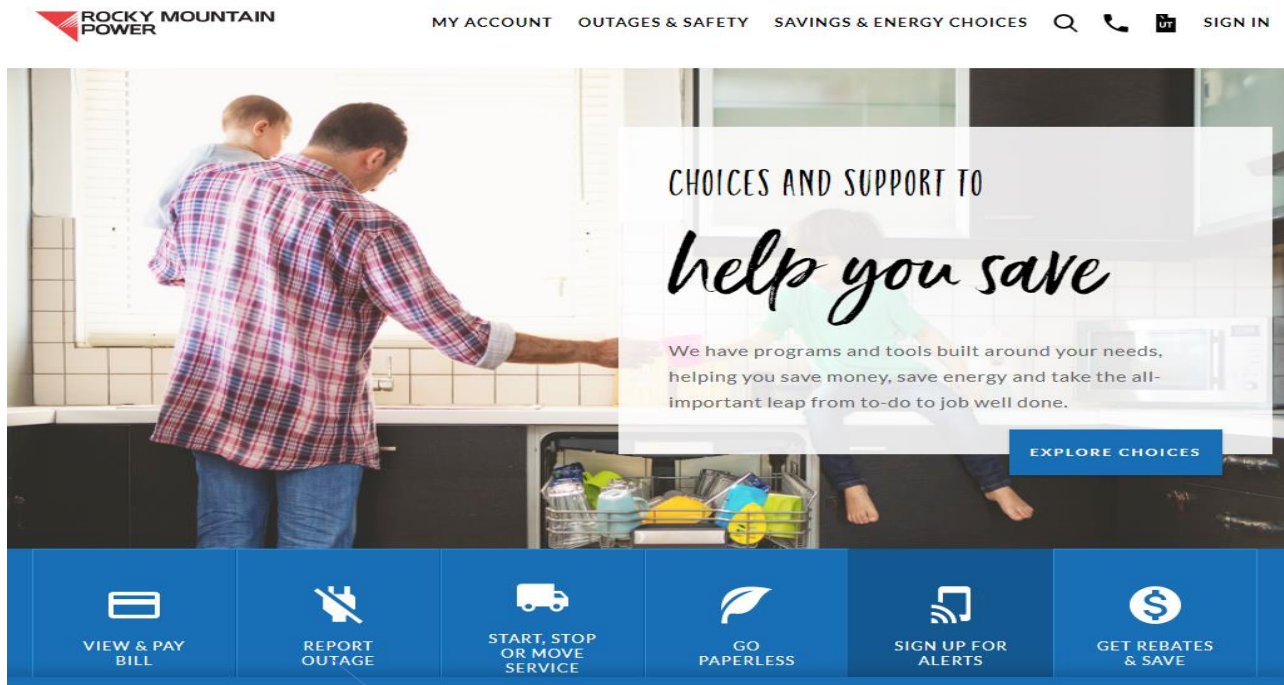 ROCKY MOUNTAIN
POWER
MY ACCOUNT OUTAGES & SAFETY SAVINGS & ENERGY CHOICES UT SIGN IN
CHOICES AND SUPPORT TO
help you save
We have programs and tools built around your needs,
helping you save money, save energy and take the all-
important leap from to-do to job well done.
EXPLORE CHOICES
VIEW & PAY
BILL
REPORT
OUTAGE
START, STOP
OR MOVE
SERVICE
GO
PAPERLESS
SIGN UP FOR
ALERTS
GET REBATES
& SAVE